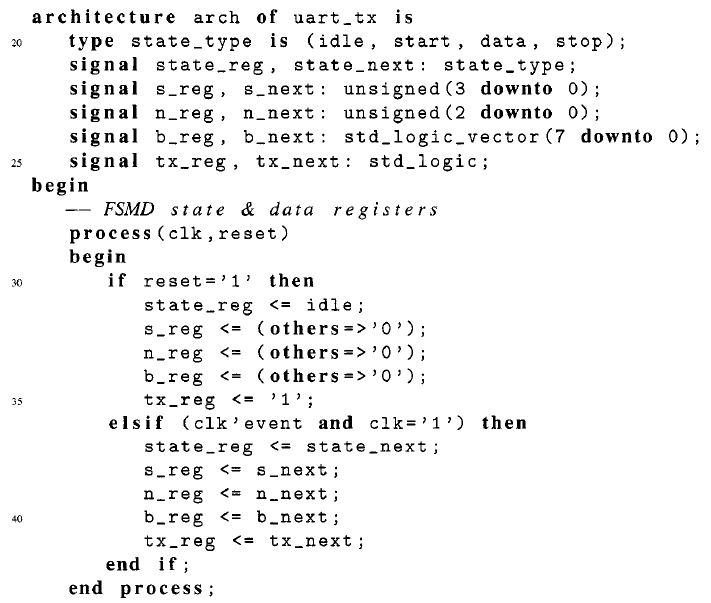 architecture arch of uart_tx is
20    type state_type is (idle, start, data, stop);
   signal state_reg, state_next: state_type;
   signal s_reg, s_next: unsigned(3 downto 0);
   signal n_reg, n_next: unsigned(2 downto 0);
   signal b_reg, b_next: std_logic_vector(7 downto 0);
25    signal tx_reg, tx_next: std_logic;
begin
   -- FSMD state & data registers
   process(clk,reset)
   begin
30       if reset='1' then
         state_reg <= idle;
         s_reg <= (others=>'0');
         n_reg <= (others=>'0');
         b_reg <= (others=>'0');
35          tx_reg <= '1';
      elsif (clk'event and clk='1') then
         state_reg <= state_next;
         s_reg <= s_next;
         n_reg <= n_next;
40          b_reg <= b_next;
         tx_reg <= tx_next;
      end if;
   end process;